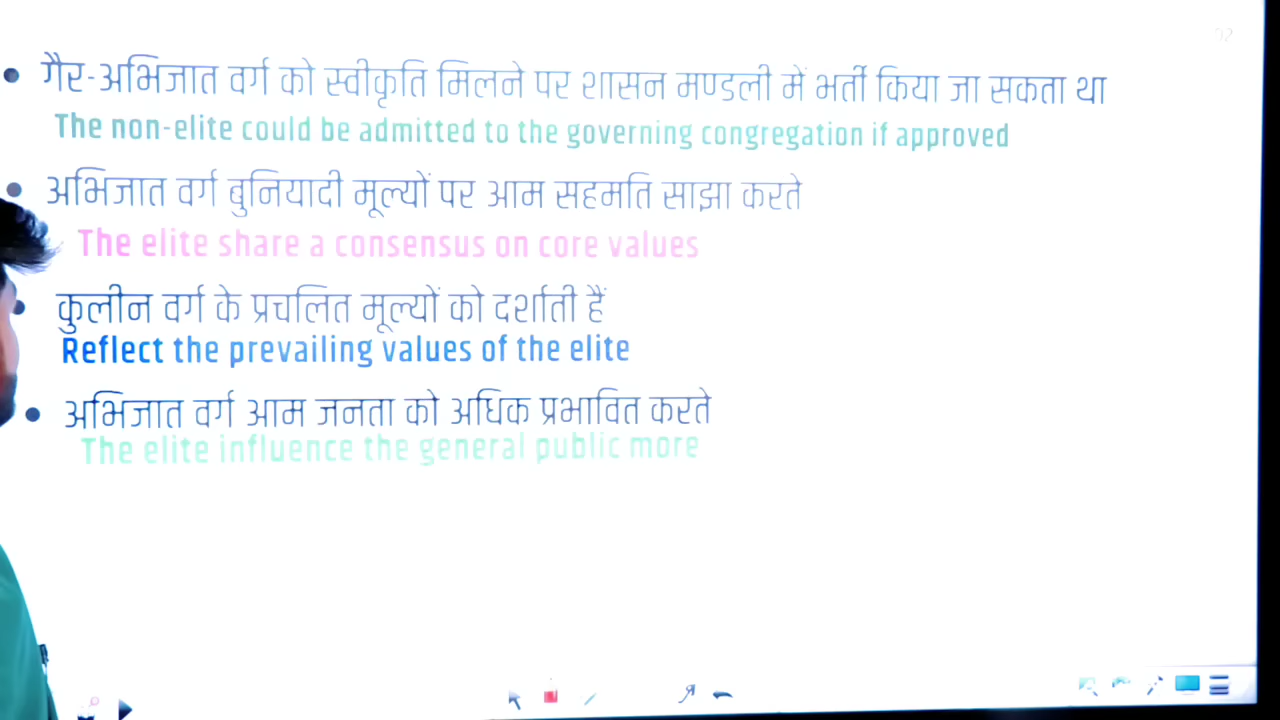 02
• गैर-अभिजात वर्ग को स्वीकृति मिलने पर शासन मण्डली में भर्ती किया जा सकता था
The non-elite could be admitted to the governing congregation if approved
• अभिजात वर्ग बुनियादी मूल्यों पर आम सहमति साझा करते
The elite share a consensus on core values
• कुलीन वर्ग के प्रचलित मूल्यों को दर्शाती हैं
Reflect the prevailing values of the elite
• अभिजात वर्ग आम जनता को अधिक प्रभावित करते
The elite influence the general public more